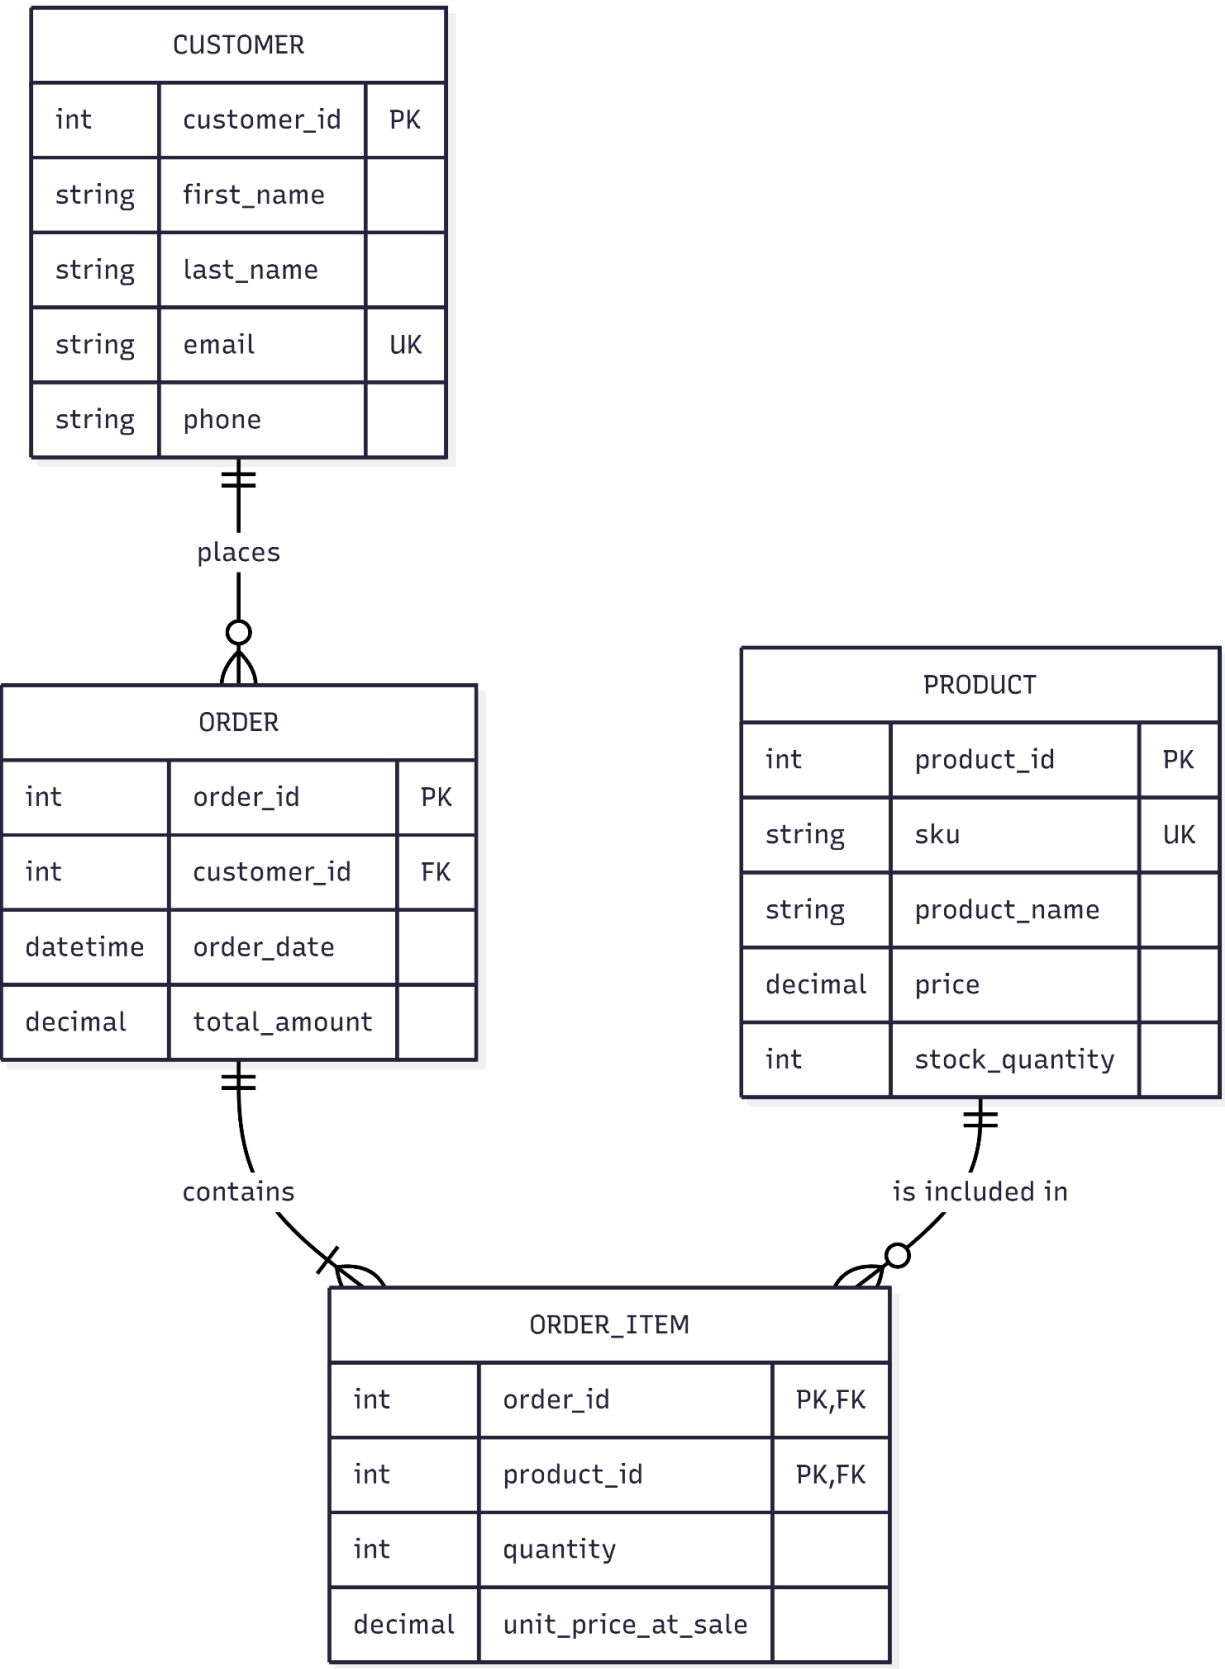 CUSTOMER
int customer_id PK
string first_name
string last_name
string email UK
string phone
places
ORDER
int order_id PK
int customer_id FK
datetime order_date
decimal total_amount
PRODUCT
int product_id PK
string sku UK
string product_name
decimal price
int stock_quantity
contains
is included in
ORDER_ITEM
int order_id PK,FK
int product_id PK,FK
int quantity
decimal unit_price_at_sale